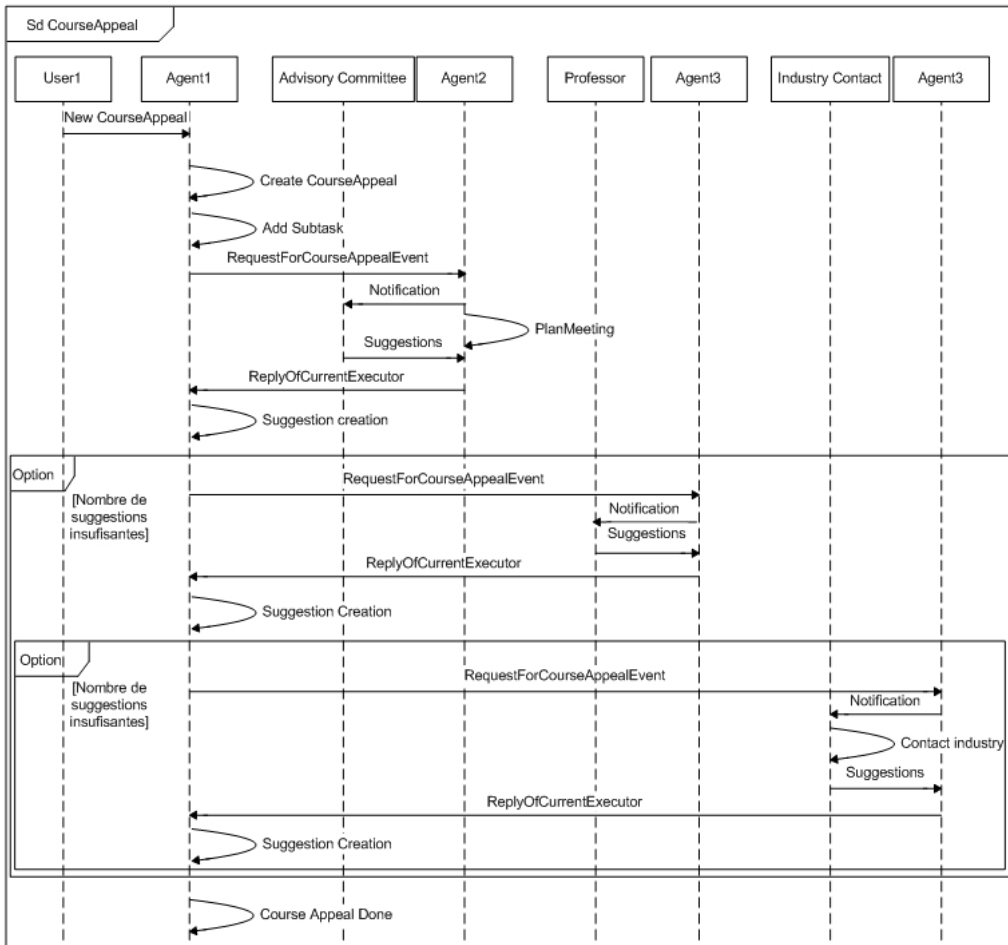 Sd CourseAppeal
User1
Agent1
Advisory Committee
Agent2
Professor
Agent3
Industry Contact
Agent3
New CourseAppeal
Create CourseAppeal
Add Subtask
RequestForCourseAppealEvent
Notification
PlanMeeting
Suggestions
ReplyOfCurrentExecutor
Suggestion creation
Option
[Nombre de
suggestions
insufisantes]
RequestForCourseAppealEvent
Notification
Suggestions
ReplyOfCurrentExecutor
Suggestion Creation
Option
[Nombre de
suggestions
insufisantes]
RequestForCourseAppealEvent
Notification
Contact industry
Suggestions
ReplyOfCurrentExecutor
Suggestion Creation
Course Appeal Done